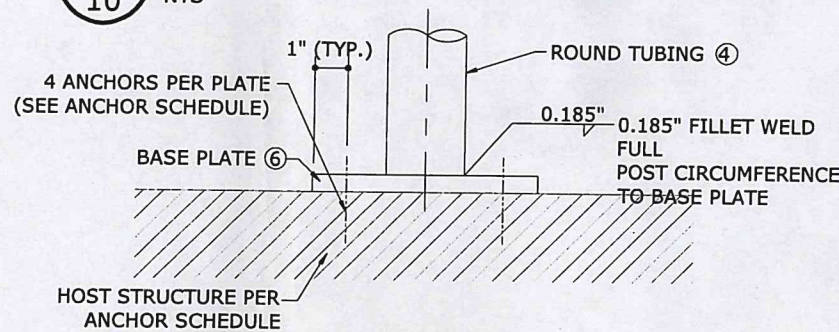 10
1" (TYP.)
ROUND TUBING ④
4 ANCHORS PER PLATE
(SEE ANCHOR SCHEDULE)
0.185"
0.185" FILLET WELD
FULL
POST CIRCUMFERENCE
TO BASE PLATE
BASE PLATE ⑥
HOST STRUCTURE PER
ANCHOR SCHEDULE